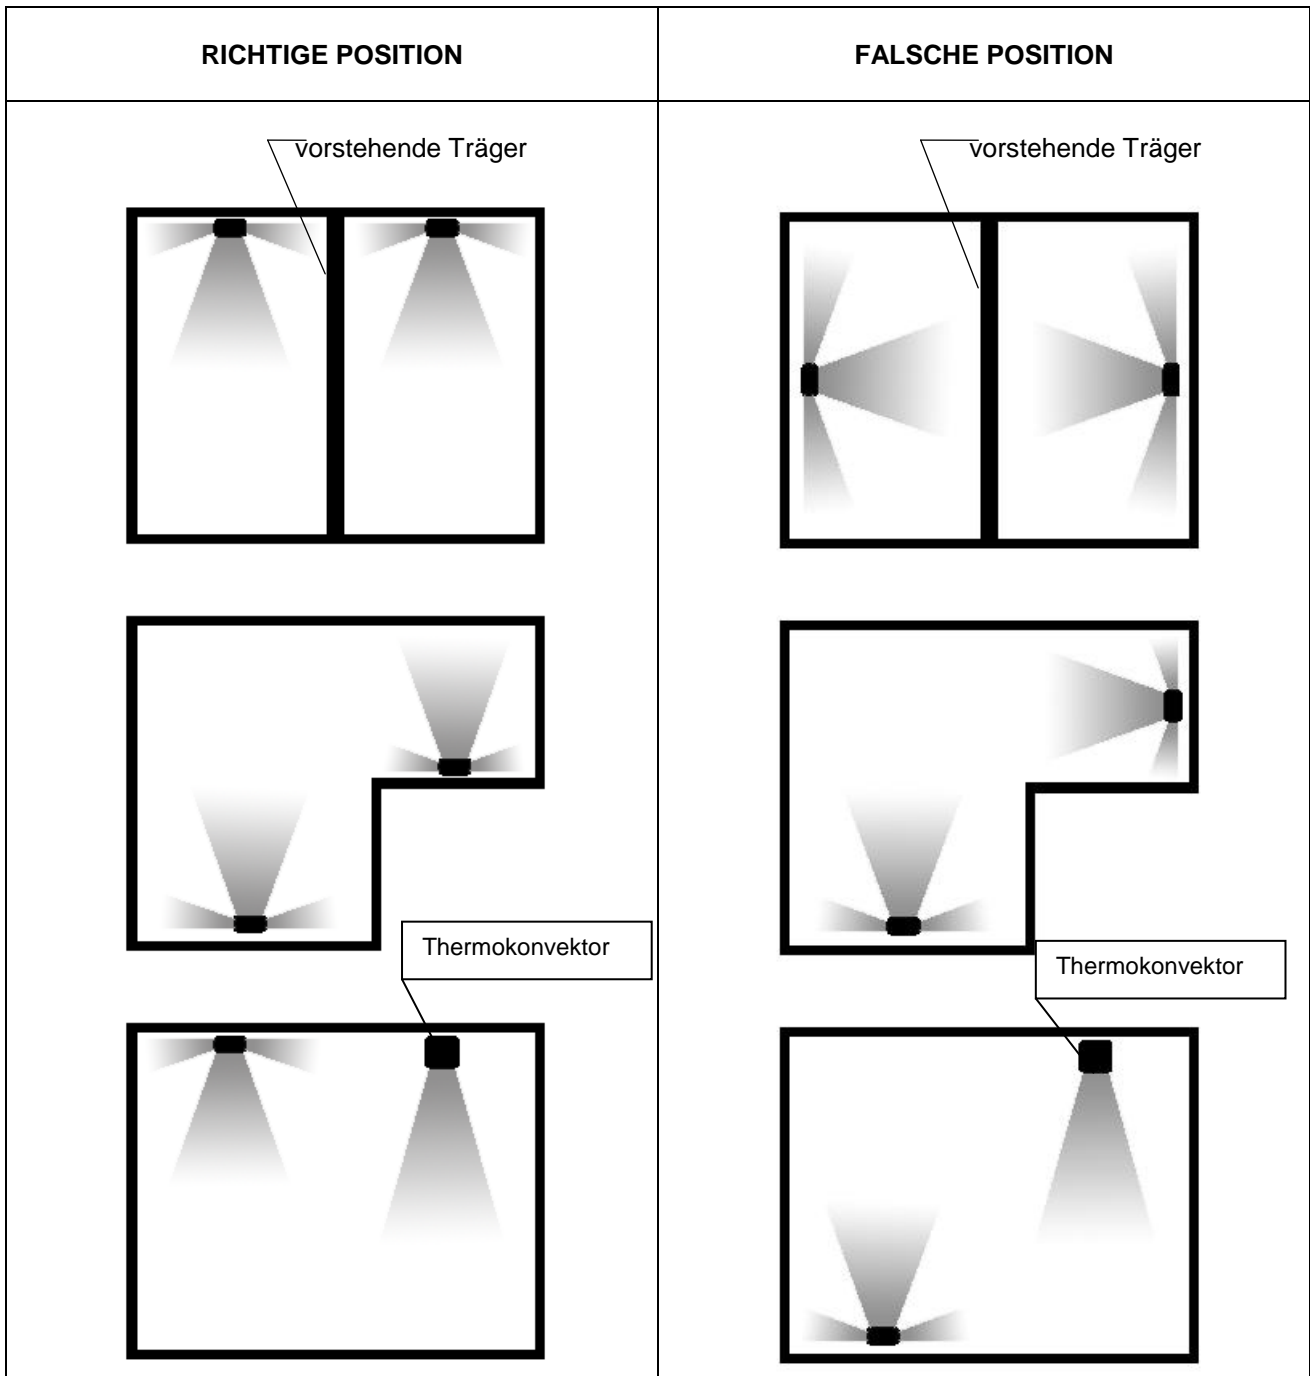 RICHTIGE POSITION
FALSCHE POSITION
vorstehende Träger
vorstehende Träger
Thermokonvektor
Thermokonvektor